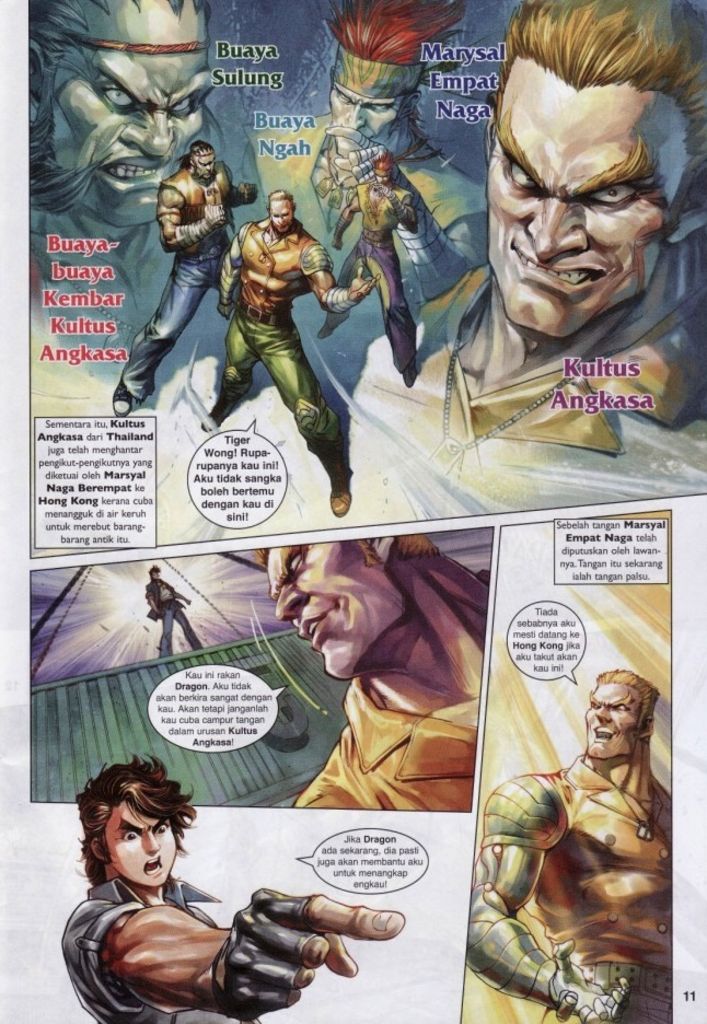 Buaya
Sulung
Buaya
Ngah
Marysal
Empat
Naga
Buaya-
buaya
Kembar
Kultus
Angkasa
Kultus
Angkasa
Sementara itu, Kultus
Angkasa dari Thailand
juga telah menghantar
pengikut-pengikutnya yang
diketuai oleh Marsyal
Naga Berempat ke
Hong Kong kerana cuba
menangguk di air keruh
untuk merebut barang-
barang antik itu.
Tiger
Wong! Rupa-
rupanya kau ini!
Aku tidak sangka
boleh bertemu
dengan kau di
sini!
Kau ini rakan
Dragon. Aku tidak
akan berkira sedengan
kau. Akan tetapi janganlah
kau cuba campur tangan
dalam urusan Kultus
Angkasa!
Sebelah tangan Marsyal
Empat Naga telah
diputuskan oleh lawan-
nya.Tangan itu sekarang
ialah tangan palsu.
Tiada
sebabnya aku
mesti datang ke
Hong Kong jika
aku takut akan
kau ini!
Jika Dragon
ada sekarang, dia pasti
juga akan membantu aku
untuk menangkap
engkau!
11